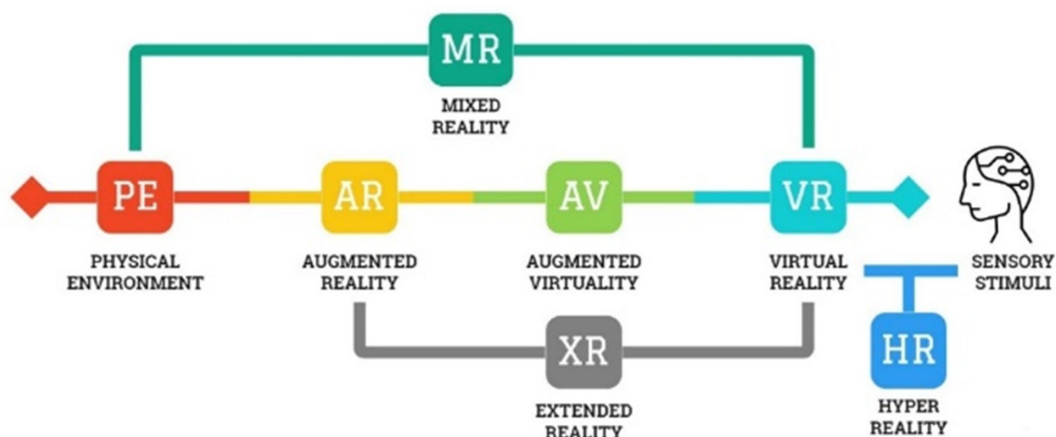 MR
MIXED
REALITY
PE
AR
AV
VR
PHYSICAL
ENVIRONMENT
AUGMENTED
REALITY
AUGMENTED
VIRTUALITY
VIRTUAL
REALITY
SENSORY
STIMULI
XR
EXTENDED
REALITY
HR
HYPER
REALITY